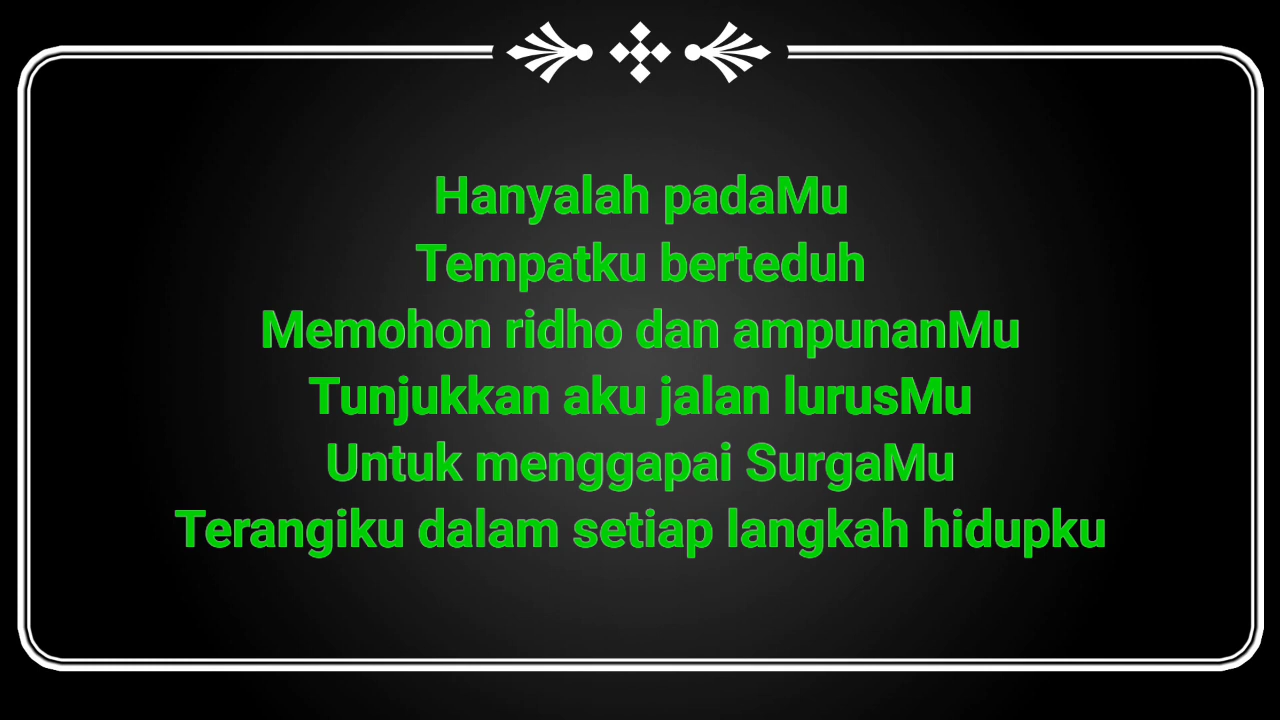 Hanyalah padaMu
Tempatku berteduh
Memohon ridho dan ampunanMu
Tunjukkan aku jalan lurusMu
Untuk menggapai SurgaMu
Terangiku dalam setiap langkah hidupku